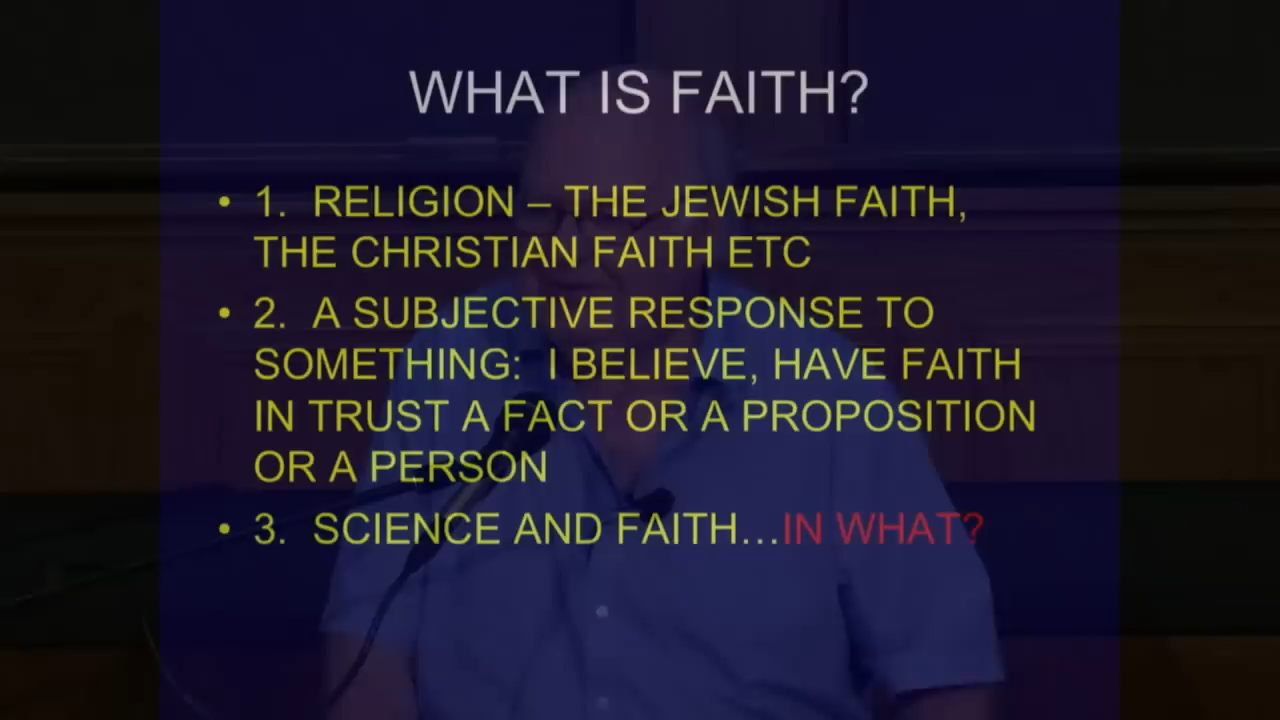 WHAT IS FAITH?
• 1. RELIGION – THE JEWISH FAITH,
THE CHRISTIAN FAITH ETC
• 2. A SUBJECTIVE RESPONSE TO
SOMETHING: I BELIEVE, HAVE FAITH
IN TRUST A FACT OR A PROPOSITION
OR A PERSON
• 3. SCIENCE AND FAITH...IN WHAT?